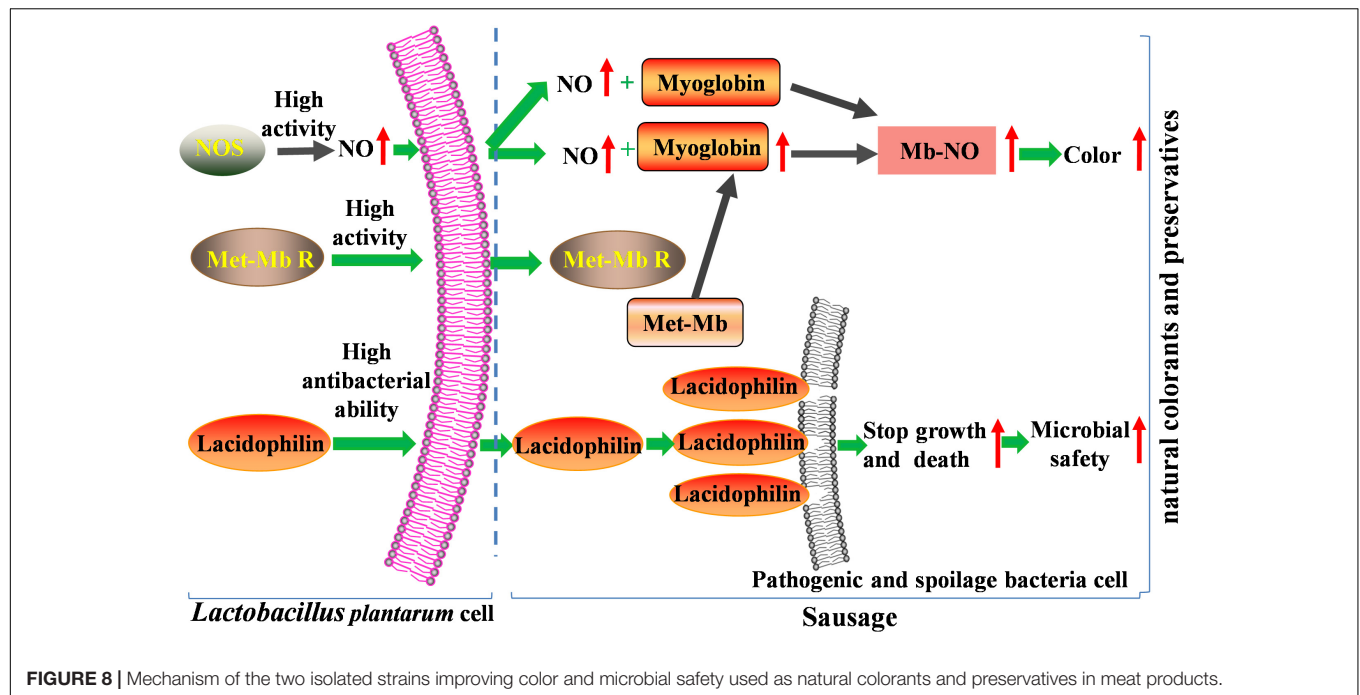 High
activity
NOS
NO
NO
+
Myoglobin
NO
+
Myoglobin
Mb-NO
Color
High
activity
Met-Mb R
Met-Mb R
Met-Mb
High
antibacterial
ability
Lacidophilin
Lacidophilin
Lacidophilin
Lacidophilin
Lacidophilin
Stop growth
and death
Microbial
safety
Pathogenic and spoilage bacteria cell
natural colorants and preservatives
Lactobacillus plantarum cell
Sausage
FIGURE 8 | Mechanism of the two isolated strains improving color and microbial safety used as natural colorants and preservatives in meat products.